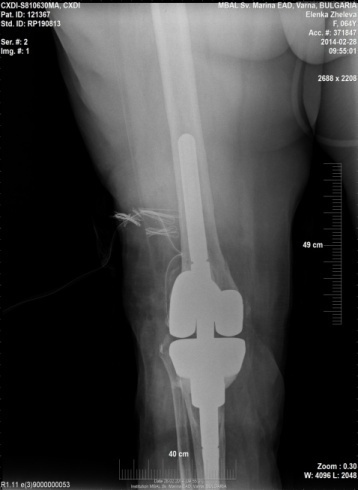 CXDI-S810630MA, CXDI
Pat. ID: 121367
Std. ID: RP190813
Ser. #: 2
Img. #: 1
MBAL Sv. Marina EAD, Varna, BULGARIA
Elenka Zheleva
F, 064Y
Acc. #: 371847
2014-02-28
09:55:01
2688 x 2208
49 cm
40 cm
Zoom : 0.30
R1.11 e(3)9000000053
W: 4096 L: 2048